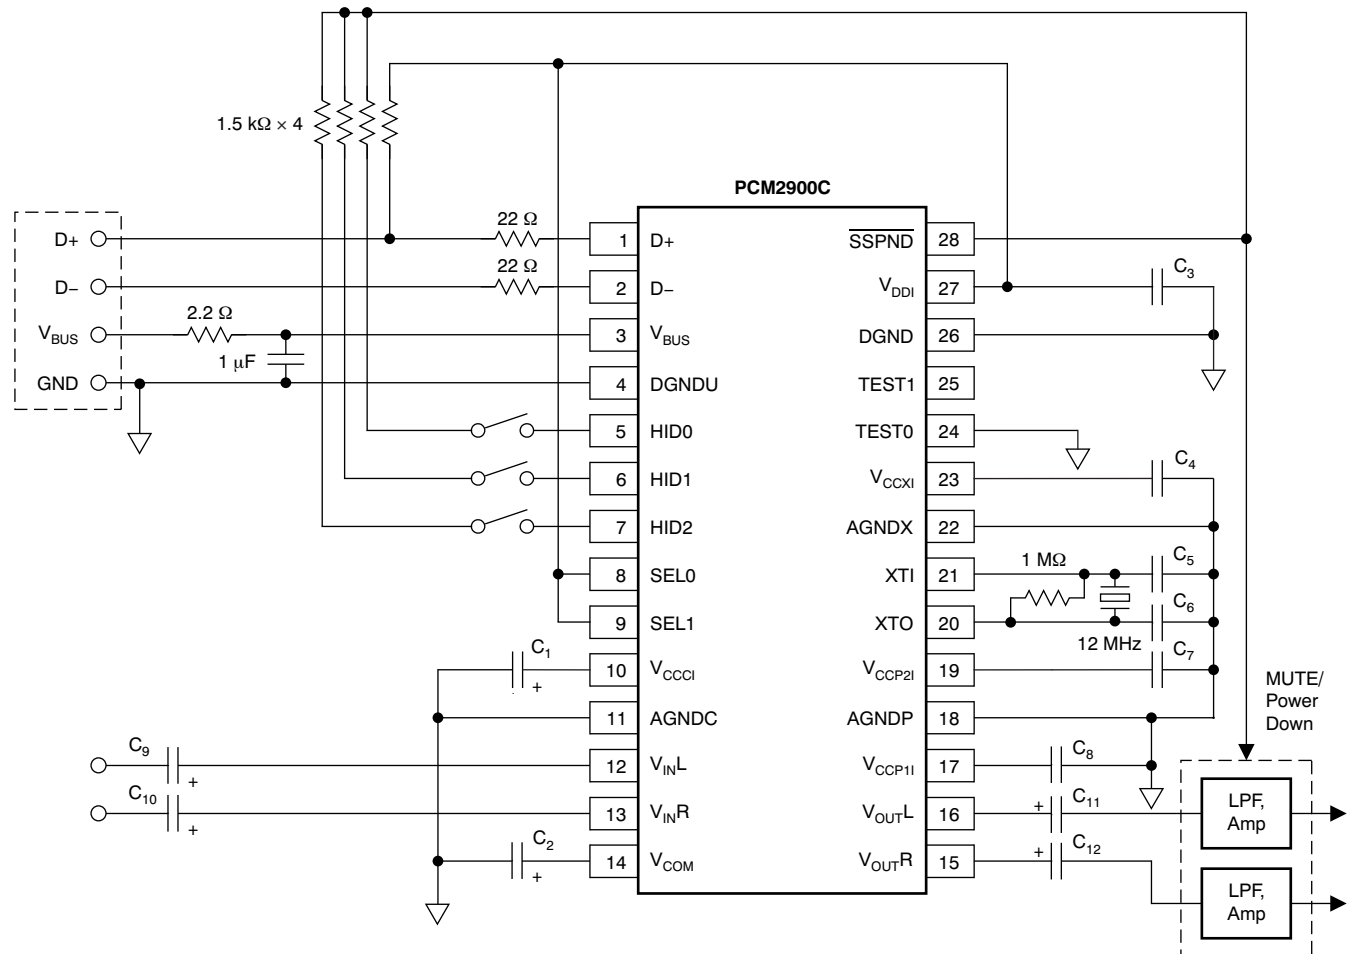 1.5 kΩ × 4
PCM2900C
D+
22 Ω
1
D+
SSPND
28
D–
22 Ω
2
D–
VDDI
27
C3
VBUS
2.2 Ω
3
VBUS
DGND
26
1 μF
GND
4
DGNDU
TEST1
25
5
HID0
TEST0
24
6
HID1
VCCXI
23
C4
7
HID2
AGNDX
22
8
SEL0
XTI
21
1 MΩ
C5
9
SEL1
XTO
20
12 MHz
C6
C1
+
10
VCCCI
VCCP2I
19
C7
11
AGNDC
AGNDP
18
MUTE/
Power
Down
C9
+
12
VINL
VCCP1I
17
C8
C10
+
13
VINR
VOUTL
16
+
C11
LPF,
Amp
C2
+
14
VCOM
VOUTR
15
+
C12
LPF,
Amp